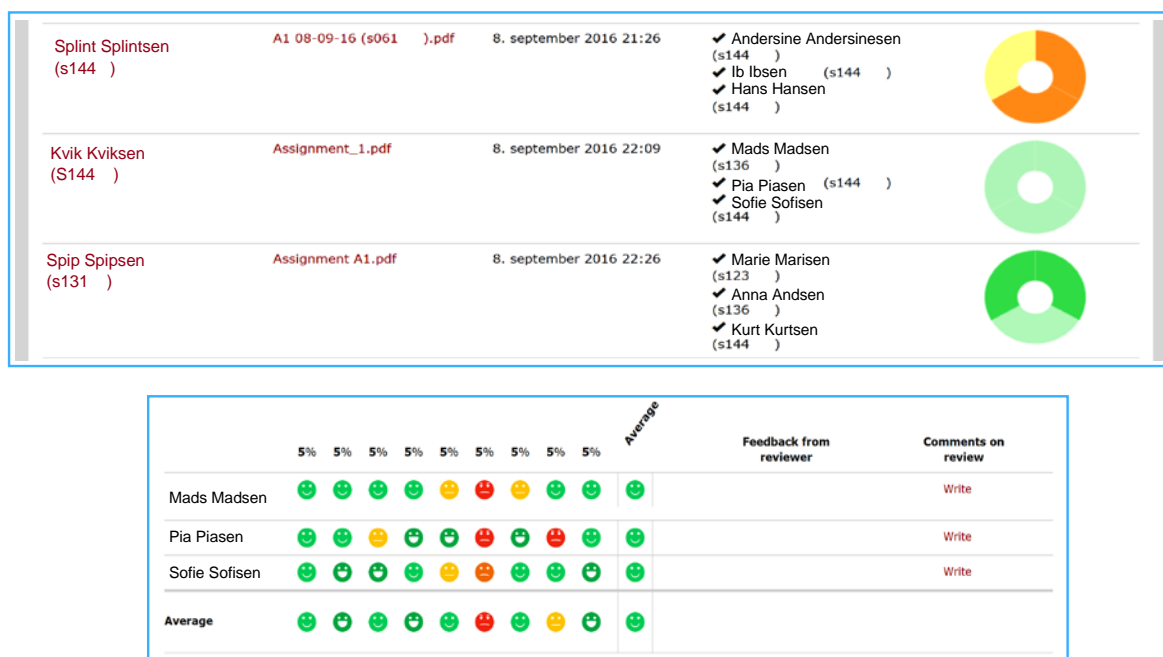 Splint Splintsen A1 08-09-16 (s061 ).pdf 8. september 2016 21:26 ✔ Andersine Andersinesen
(s144 ) (s144 )
✔ Ib Ibsen (s144 )
✔ Hans Hansen
(s144 )
Kvik Kviksen Assignment_1.pdf 8. september 2016 22:09 ✔ Mads Madsen
(S144 ) (s136 )
✔ Pia Piasen (s144 )
✔ Sofie Sofisen
(s144 )
Spip Spipsen Assignment A1.pdf 8. september 2016 22:26 ✔ Marie Marisen
(s131 ) (s123 )
✔ Anna Andsen
(s136 )
✔ Kurt Kurtsen
(s144 )
5% 5% 5% 5% 5% 5% 5% 5% 5% Average Feedback from reviewer Comments on review
Mads Madsen Write
Pia Piasen Write
Sofie Sofisen Write
Average